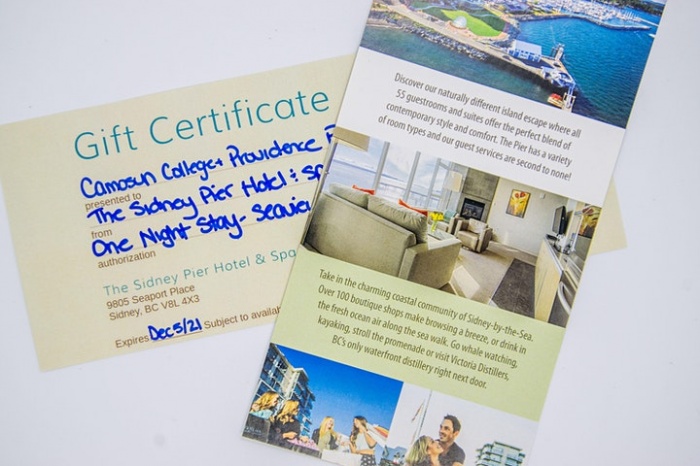 Gift Certificate
Camosun College + Providence
presented to
The Sidney Pier Hotel & Sp
from
One Night Stay - Seaview
authorization
The Sidney Pier Hotel & Spa
9805 Seaport Place
Sidney, BC V8L 4X3
Expires Dec 5/21 Subject to availa
Discover our naturally different island escape where all
55 guestrooms and suites offer the perfect blend of
contemporary style and comfort. The Pier has a variety
of room types and our guest services are second to none!
Take in the charming coastal community of Sidney-by-the-Sea.
Over 100 boutique shops make browsing a breeze, or drink in
the fresh ocean air along the sea walk. Go whale watching,
kayaking, stroll the promenade or visit Victoria Distillers,
BC's only waterfront distillery right next door.